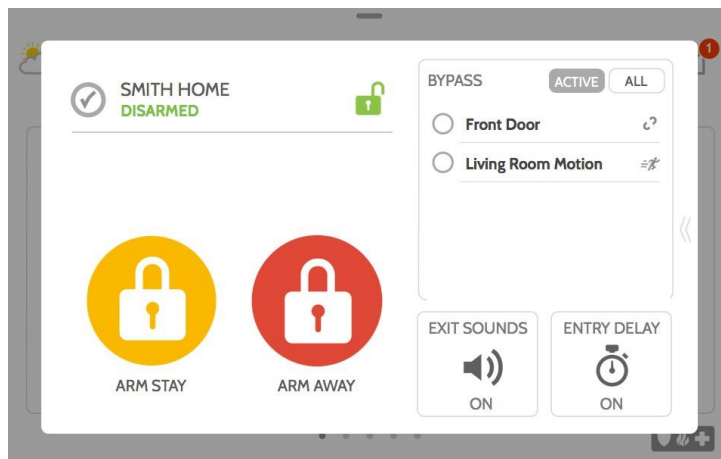 SMITH HOME
DISARMED
ARM STAY
ARM AWAY
BYPASS
ACTIVE
ALL
Front Door
Living Room Motion
EXIT SOUNDS
ON
ENTRY DELAY
ON
1